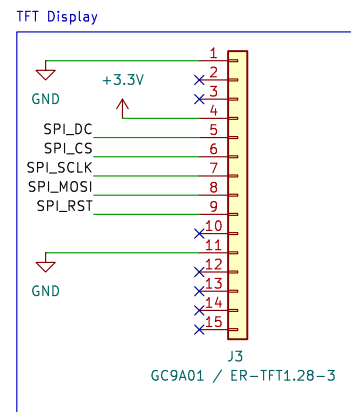 TFT Display
1
2
+3.3V
3
GND
4
SPI_DC
5
SPI_CS
6
SPI_SCLK
7
SPI_MOSI
8
SPI_RST
9
10
11
12
GND
13
14
15
J3
GC9A01 / ER-TFT1.28-3